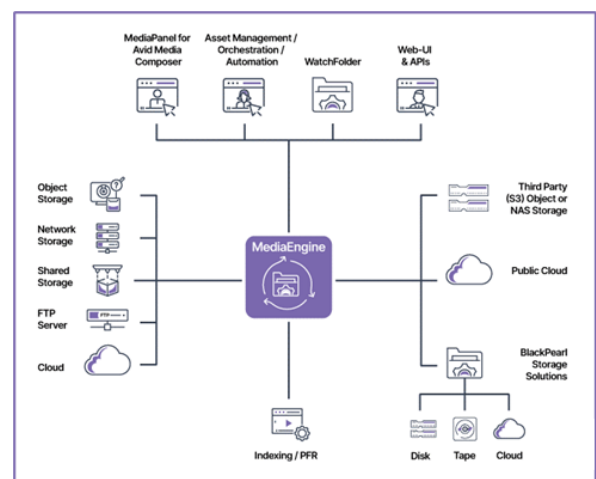 MediaPanel for
Avid Media
Composer
Asset Management /
Orchestration /
Automation
WatchFolder
Web-UI
& APIs
Object
Storage
Network
Storage
Shared
Storage
FTP
Server
FTP
Cloud
MediaEngine
Third Party
(S3) Object or
NAS Storage
Public Cloud
BlackPearl
Storage
Solutions
Disk
Tape
Cloud
Indexing / PFR